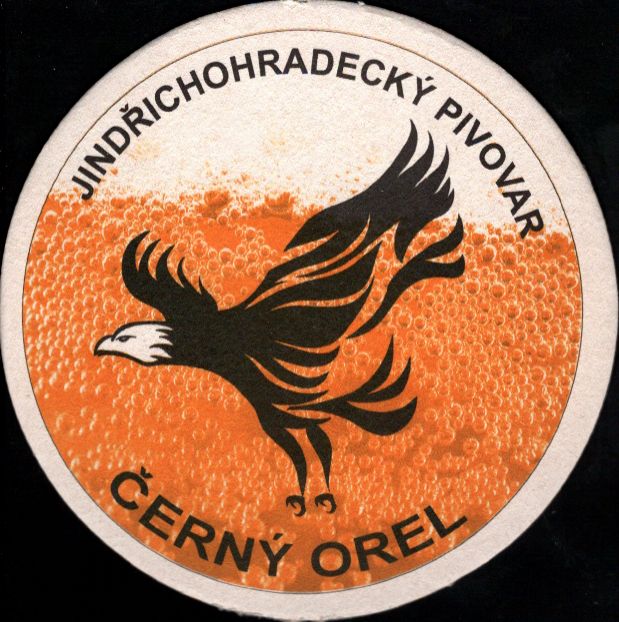 JINDŘICHOHRADECKÝ PIVOVAR
ČERNÝ OREL